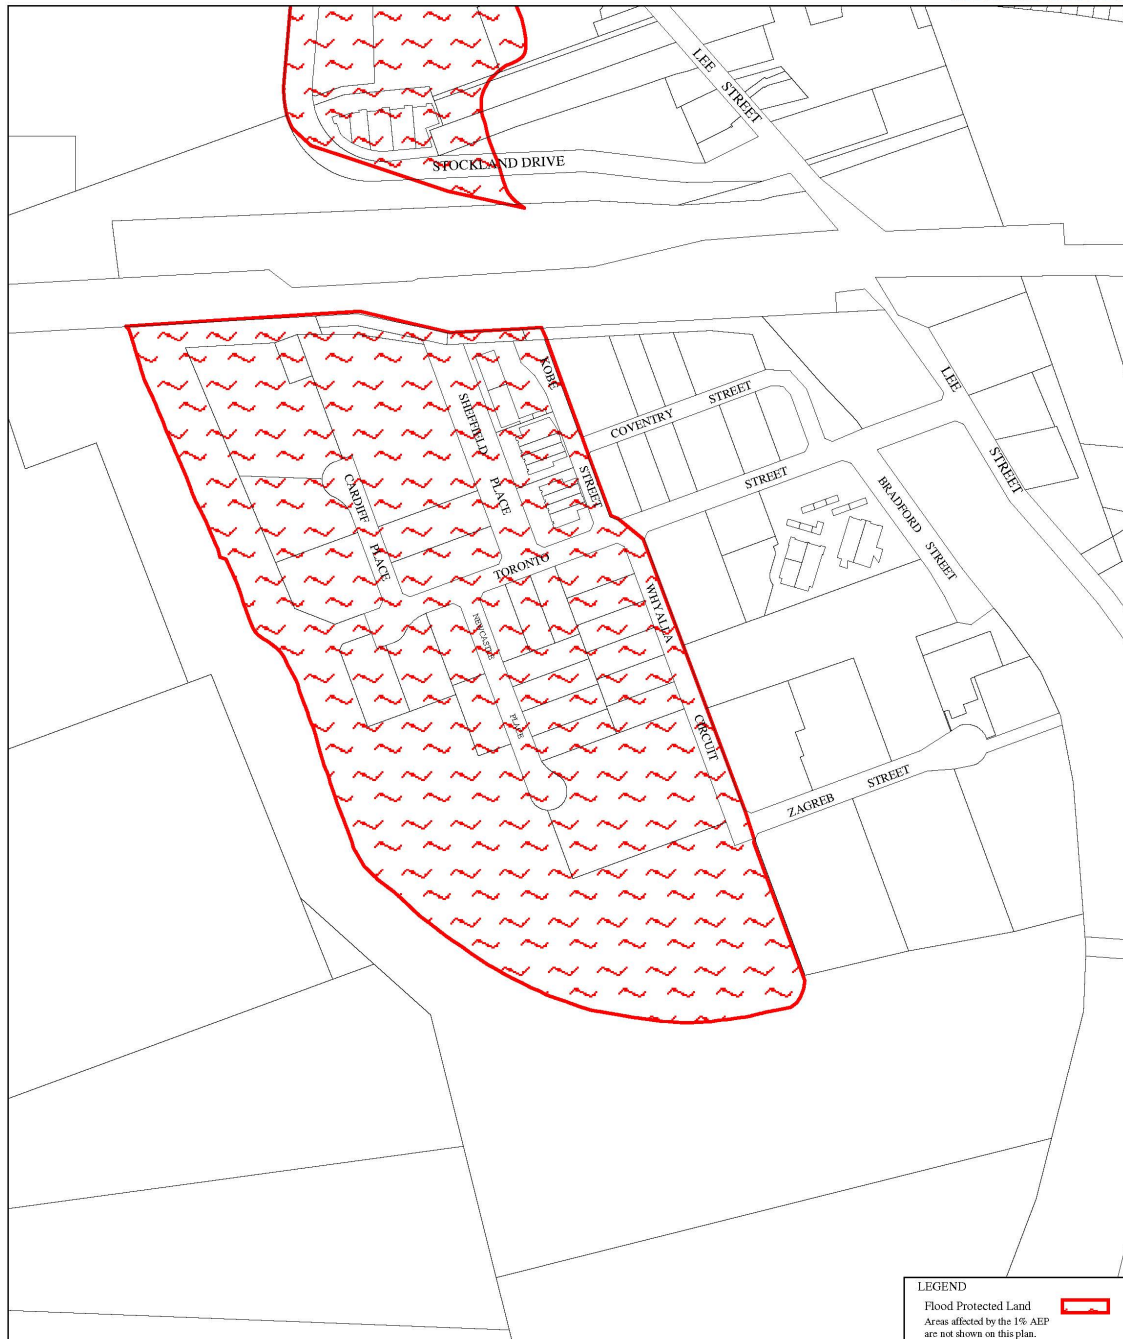 LEE
STREET
STOCKLAND DRIVE
KOBE
STREET
SHEFFIELD
PLACE
COVENTRY
STREET
LEE
STREET
STREET
CARDIFF
PLACE
BRADFORD
STREET
TORONTO
WHYALLA
CIRCUIT
NEWCASTLE
PLACE
ZAGREB
STREET
LEGEND
Flood Protected Land
Areas affected by the 1% AEP
are not shown on this plan.